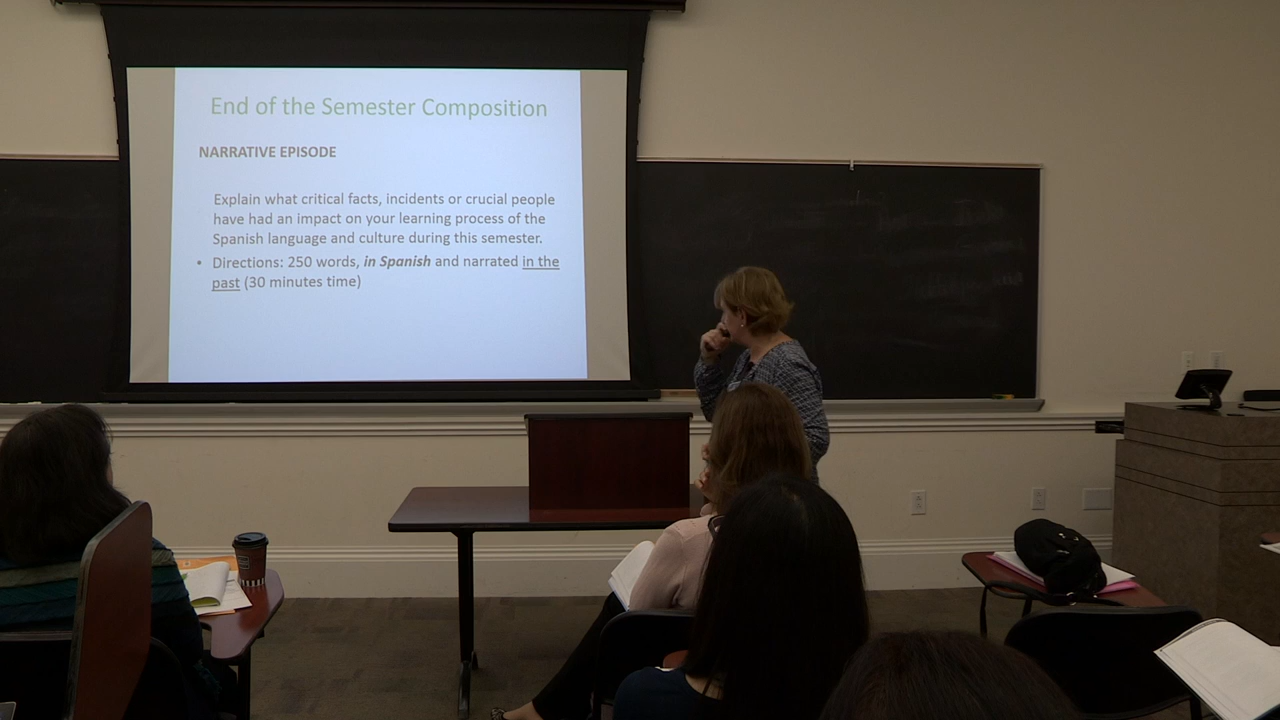 End of the Semester Composition
NARRATIVE EPISODE
Explain what critical facts, incidents or crucial people
have had an impact on your learning process of the
Spanish language and culture during this semester.
• Directions: 250 words, in Spanish and narrated in the
past (30 minutes time)